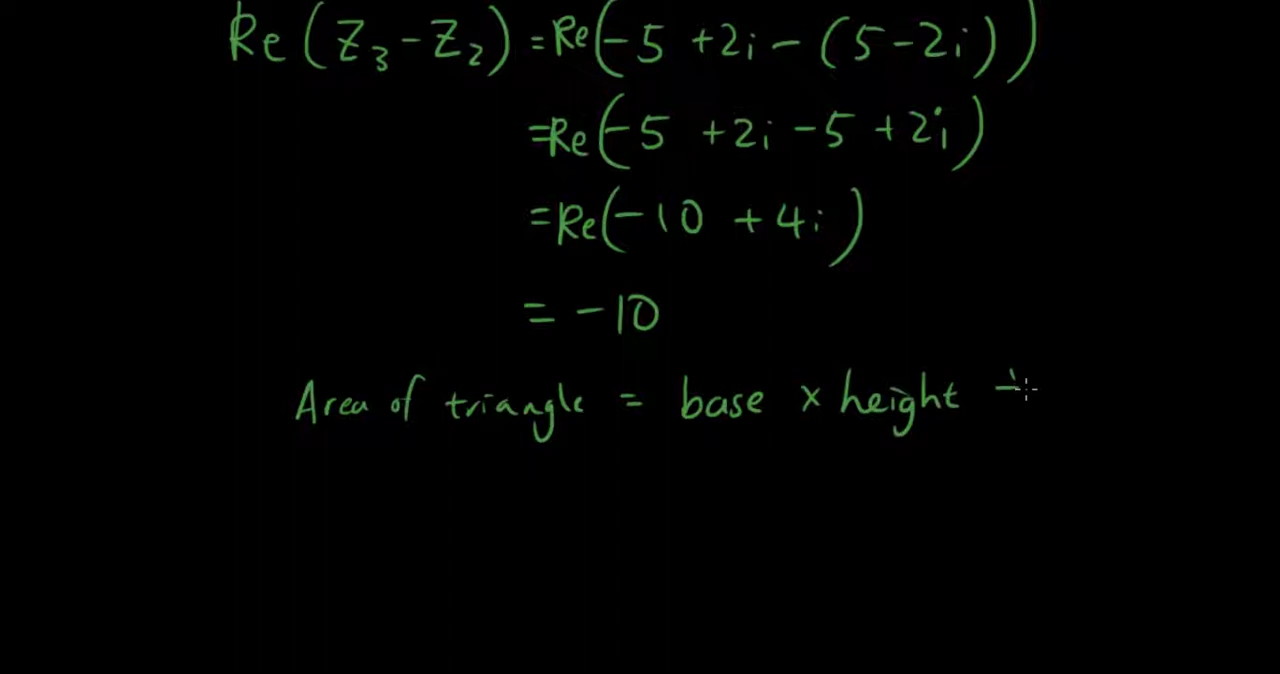 Re(Z₃-Z₂) = Re(-5 +2i - (5-2i))
=Re(-5 +2i -5 +2i)
=Re(-10 +4i)
= -10
Area of triangle = base × height ÷